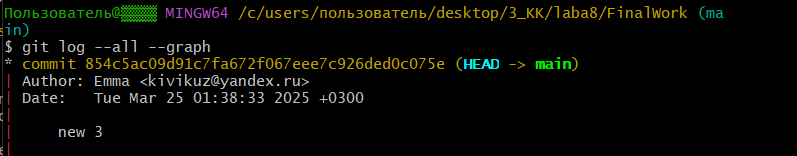 Пользователь@▒▒▒▒ MINGW64 /c/users/пользователь/desktop/3_KK/laba8/FinalWork (ma
in)
$ git log --all --graph
* commit 854c5ac09d91c7fa672f067eee7c926ded0c075e (HEAD -> main)
| Author: Emma <kivikuz@yandex.ru>
| Date:   Tue Mar 25 01:38:33 2025 +0300
|
|     new 3
|